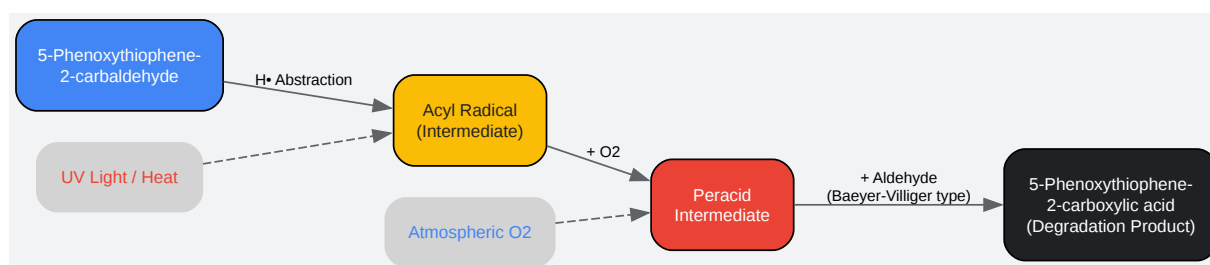 5-Phenoxythiophene-
2-carbaldehyde
H• Abstraction
UV Light / Heat
Acyl Radical
(Intermediate)
+ O2
Atmospheric O2
Peracid
Intermediate
+ Aldehyde
(Baeyer-Villiger type)
5-Phenoxythiophene-
2-carboxylic acid
(Degradation Product)